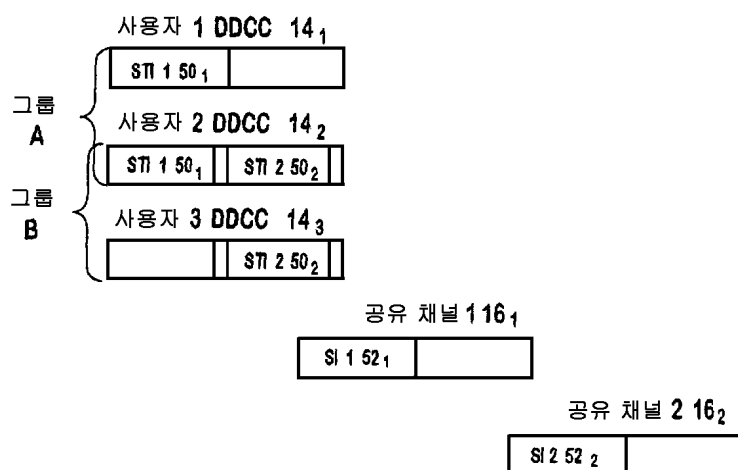 사용자 1 DDCC 14₁
STI 1 50₁
그룹
A
사용자 2 DDCC 14₂
STI 1 50₁ STI 2 50₂
그룹
B
사용자 3 DDCC 14₃
STI 2 50₂
공유 채널 1 16₁
SI 1 52₁
공유 채널 2 16₂
SI 2 52₂